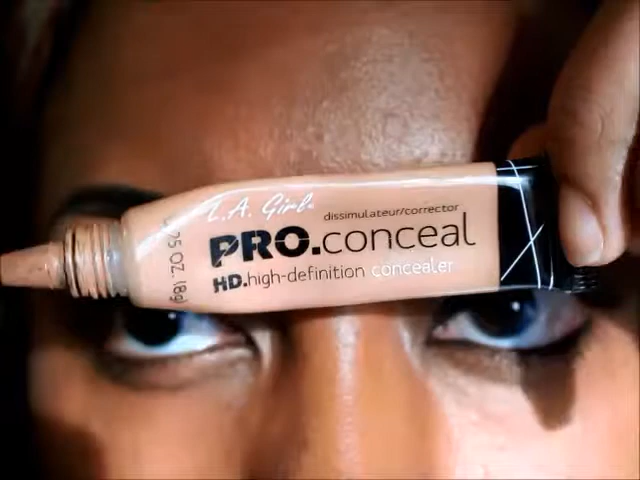 L.A. Girl
dissimulateur/corrector
PRO.conceal
HD.high-definition concealer
.25 OZ. (8g)